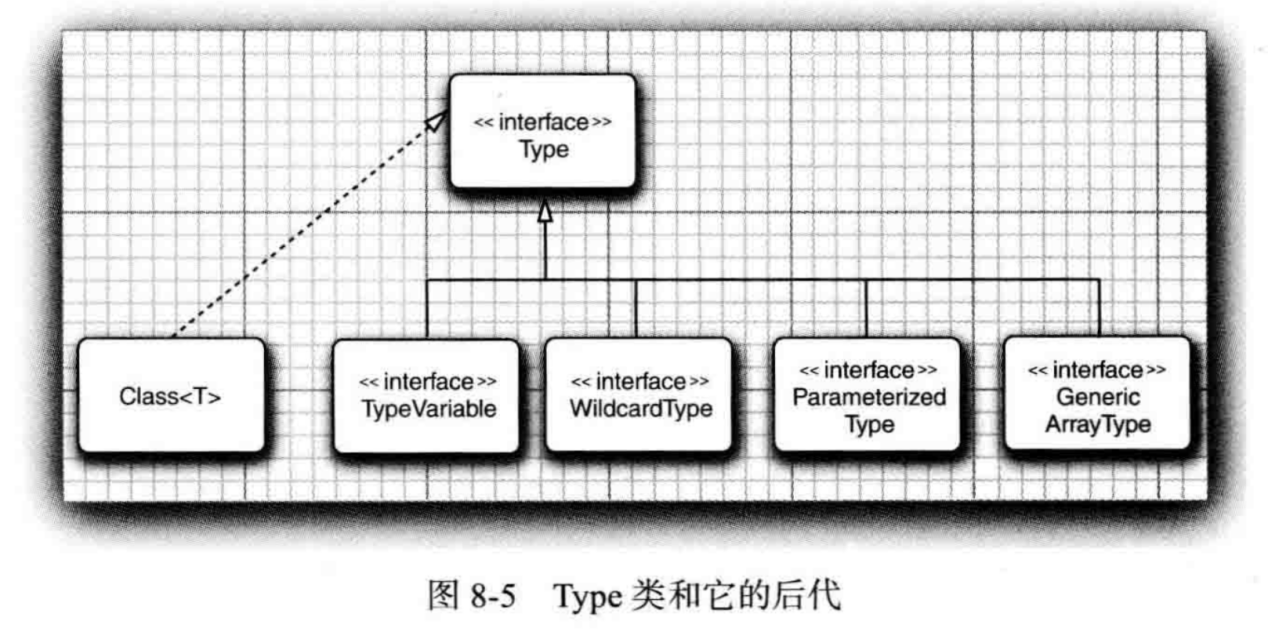 << interface >>
Type
Class<T>
<< interface >>
TypeVariable
<< interface >>
WildcardType
<< interface >>
Parameterized
Type
<< interface >>
Generic
ArrayType
图 8-5 Type 类和它的后代